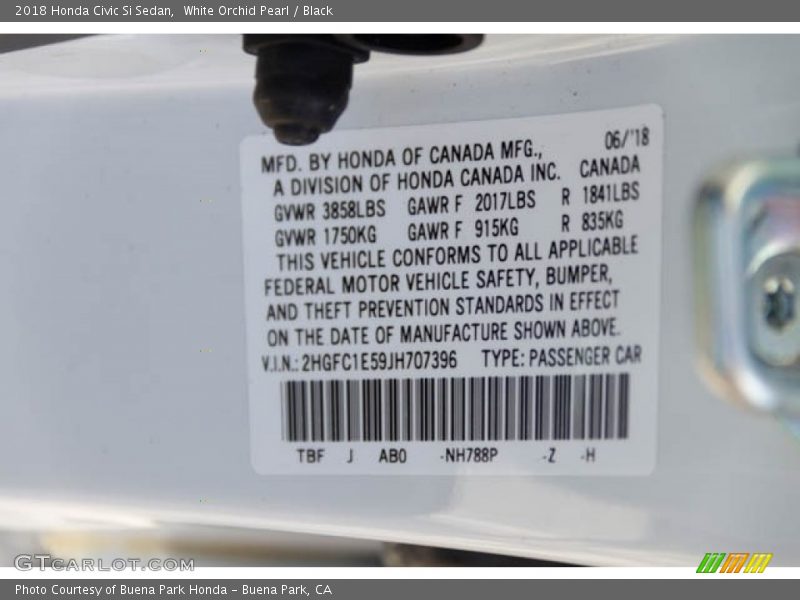 2018 Honda Civic Si Sedan, White Orchid Pearl / Black
06/'18
MFD. BY HONDA OF CANADA MFG.,
A DIVISION OF HONDA CANADA INC. CANADA
GVWR 3858LBS GAWR F 2017LBS R 1841LBS
GVWR 1750KG GAWR F 915KG R 835KG
THIS VEHICLE CONFORMS TO ALL APPLICABLE
FEDERAL MOTOR VEHICLE SAFETY, BUMPER,
AND THEFT PREVENTION STANDARDS IN EFFECT
ON THE DATE OF MANUFACTURE SHOWN ABOVE.
V.I.N.: 2HGFC1E59JH707396 TYPE: PASSENGER CAR
TBF J AB0 -NH788P -Z -H
GTCARLOT.COM
Photo Courtesy of Buena Park Honda - Buena Park, CA